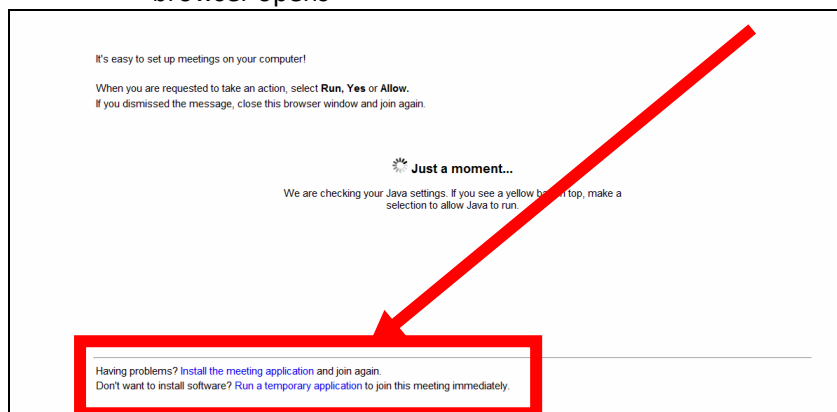 browser opens
It's easy to set up meetings on your computer!
When you are requested to take an action, select Run, Yes or Allow.
If you dismissed the message, close this browser window and join again.
Just a moment...
We are checking your Java settings. If you see a yellow on top, make a
selection to allow Java to run.
Having problems? Install the meeting application and join again.
Don't want to install software? Run a temporary application to join this meeting immediately.